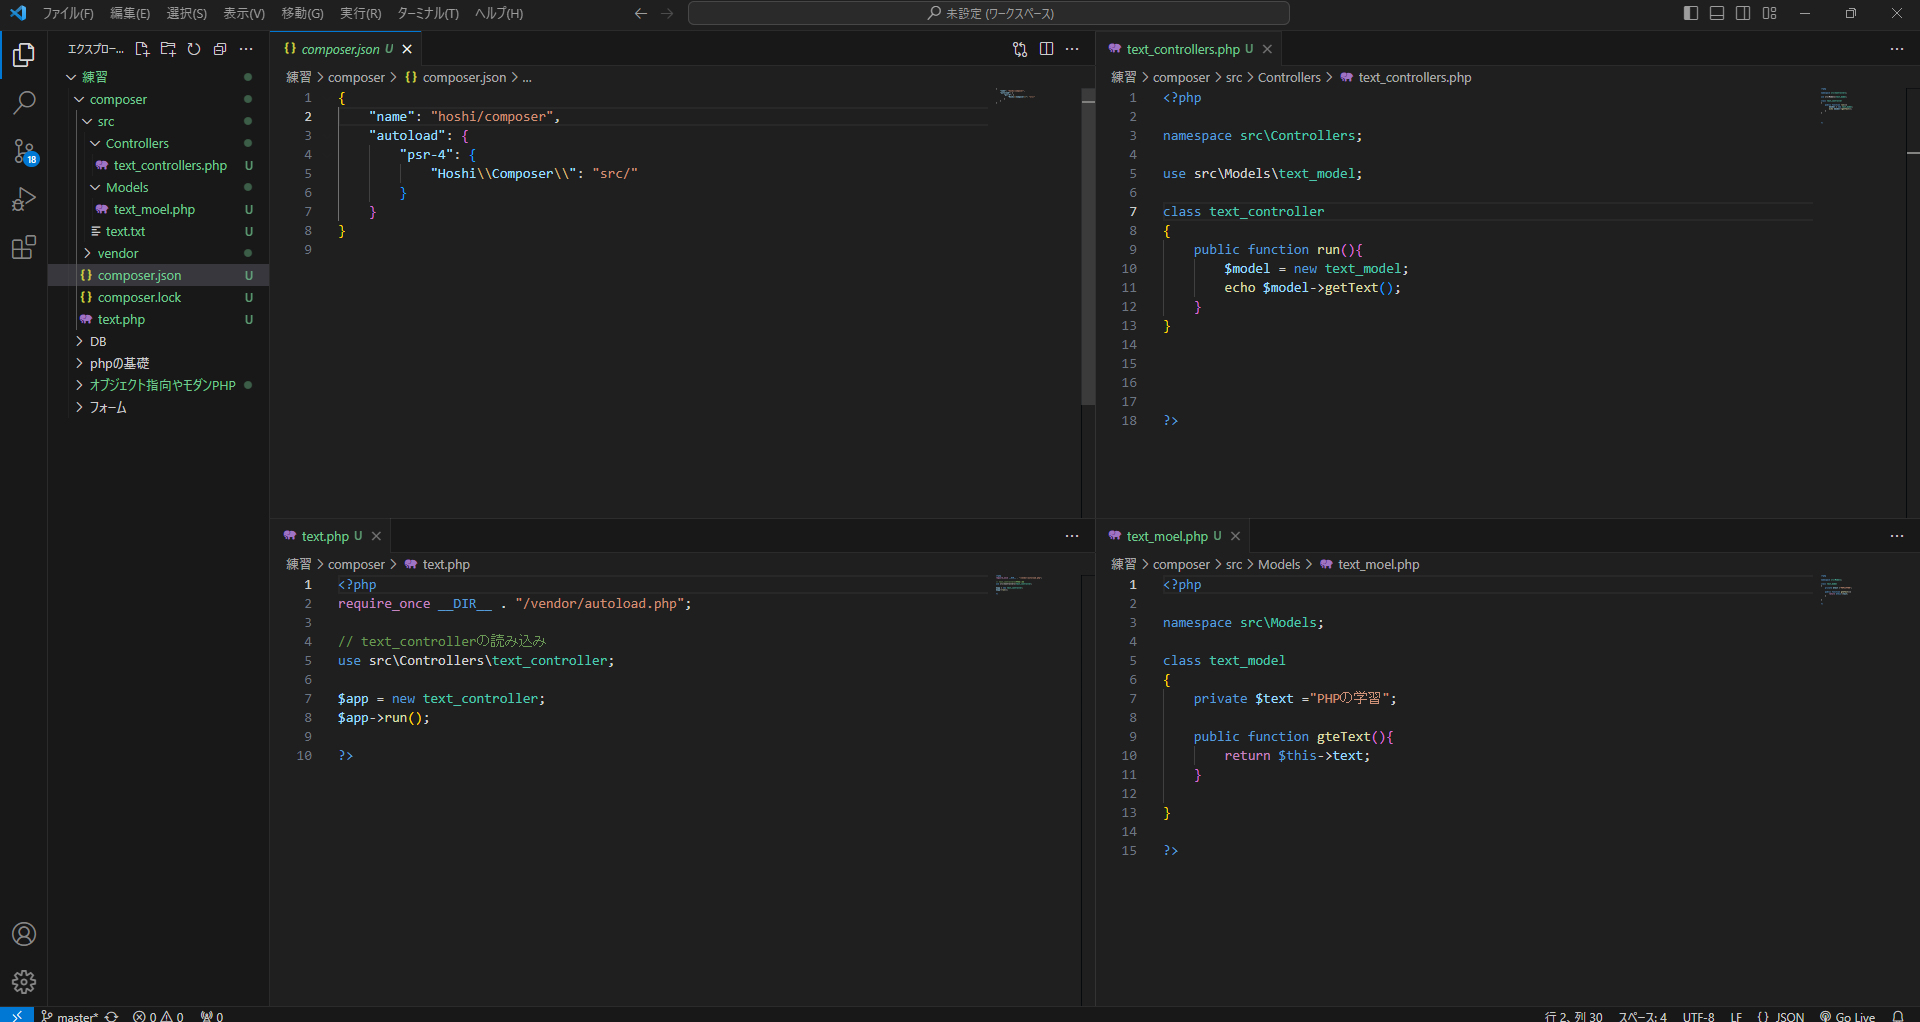 ファイル(F) 編集(E) 選択(S) 表示(V) 移動(G) 実行(R) ターミナル(T) ヘルプ(H) 未設定 (ワークスペース)
エクスプロー...
練習
composer
src
Controllers
text_controllers.php U
Models
text_moel.php U
text.txt U
vendor
composer.json U
composer.lock U
text.php U
DB
phpの基礎
オブジェクト指向やモダンPHP
フォーム
18
composer.json U
練習 > composer > {} composer.json > ...
1 {
2 "name": "hoshi/composer",
3 "autoload": {
4 "psr-4": {
5 "Hoshi\\Composer\\": "src/"
6 }
7 }
8 }
9
text_controllers.php U
練習 > composer > src > Controllers > text_controllers.php
1 <?php
2
3 namespace src\Controllers;
4
5 use src\Models\text_model;
6
7 class text_controller
8 {
9 public function run(){
10 $model = new text_model;
11 echo $model->getText();
12 }
13 }
14
15
16
17
18 ?>
text.php U
練習 > composer > text.php
1 <?php
2 require_once __DIR__ . "/vendor/autoload.php";
3
4 // text_controllerの読み込み
5 use src\Controllers\text_controller;
6
7 $app = new text_controller;
8 $app->run();
9
10 ?>
text_moel.php U
練習 > composer > src > Models > text_moel.php
1 <?php
2
3 namespace src\Models;
4
5 class text_model
6 {
7 private $text ="PHPの学習";
8
9 public function gteText(){
10 return $this->text;
11 }
12
13 }
14
15 ?>
master* 0 0 0 行 2、列 30 スペース: 4 UTF-8 LF {} JSON Go Live